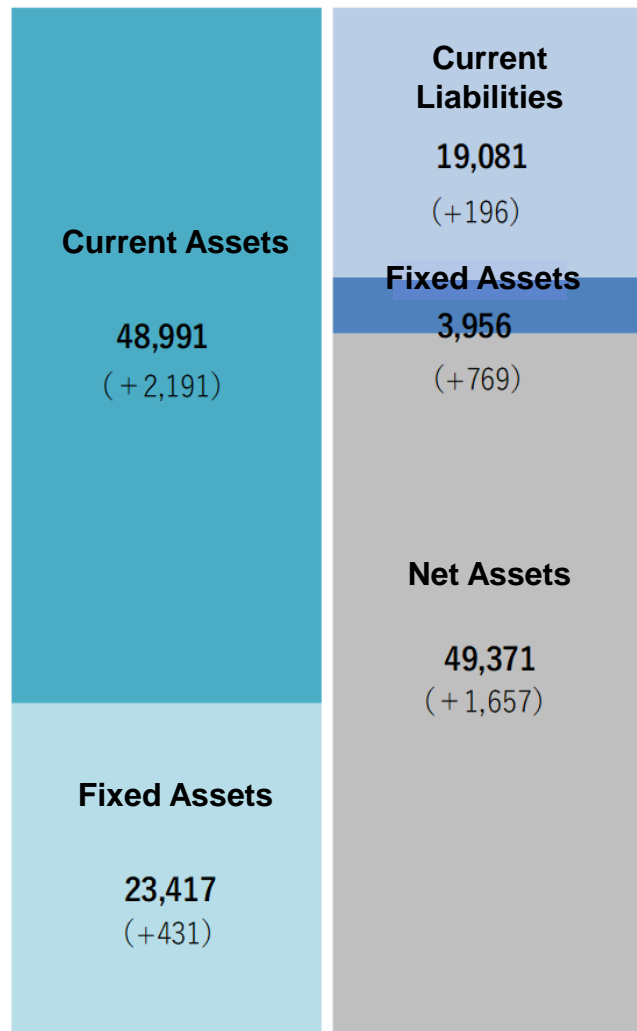 Current Assets
48,991
(+2,191)
Fixed Assets
23,417
(+431)
Current
Liabilities
19,081
(+196)
Fixed Assets
3,956
(+769)
Net Assets
49,371
(+1,657)